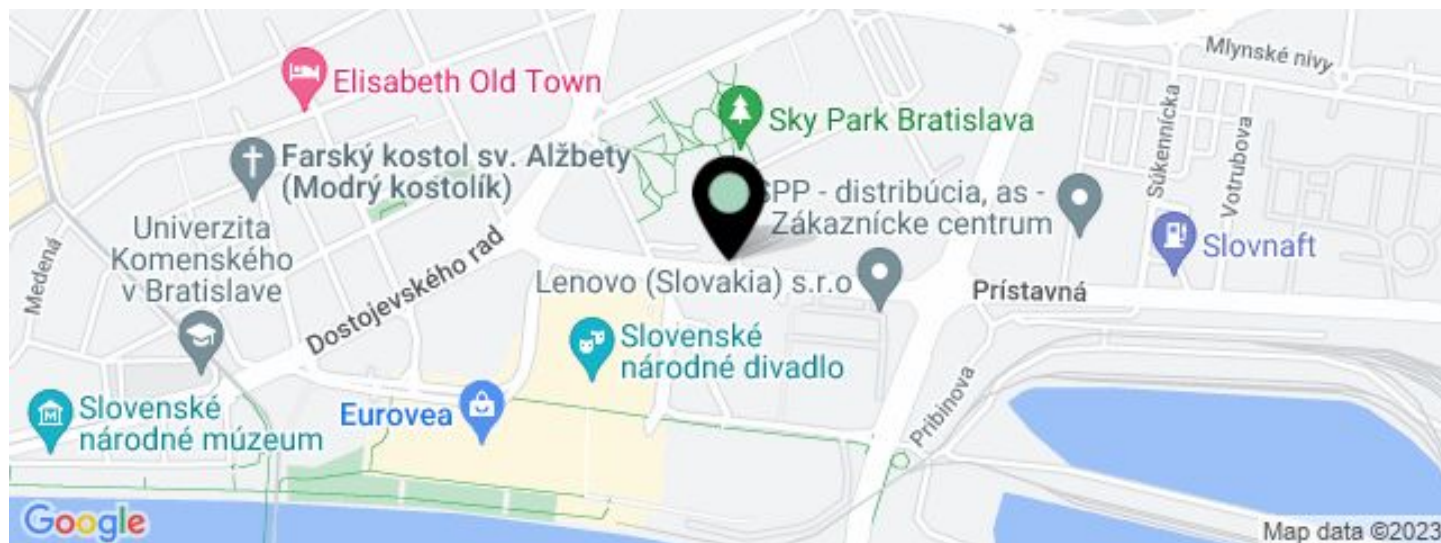 Mlynské nivy
Elisabeth Old Town
Sky Park Bratislava
Farský kostol sv. Alžbety
(Modrý kostolík)
Súkennícka
Votrubova
SPP - distribúcia, as -
Zákaznícke centrum
Univerzita
Komenského
v Bratislave
Medená
Dostojevského rad
Slovnaft
Lenovo (Slovakia) s.r.o
Prístavná
Slovenské
národné divadlo
Pribinova
Eurovea
Slovenské
národné múzeum
Google
Map data ©2023